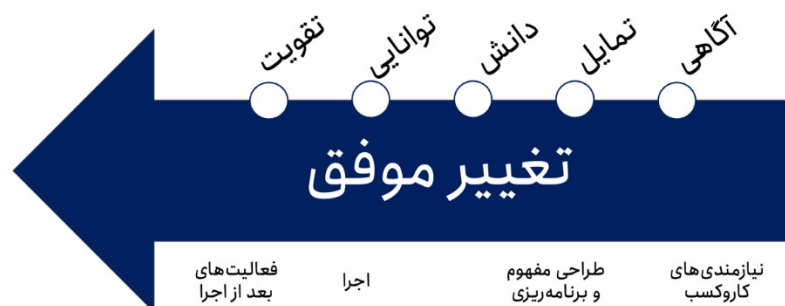 آگاهی
تمایل
دانش
توانایی
تقویت
تغییر موفق
نیازمندی‌های
کاروکسب
طراحی مفهوم
و برنامه‌ریزی
اجرا
فعالیت‌های
بعد از اجرا